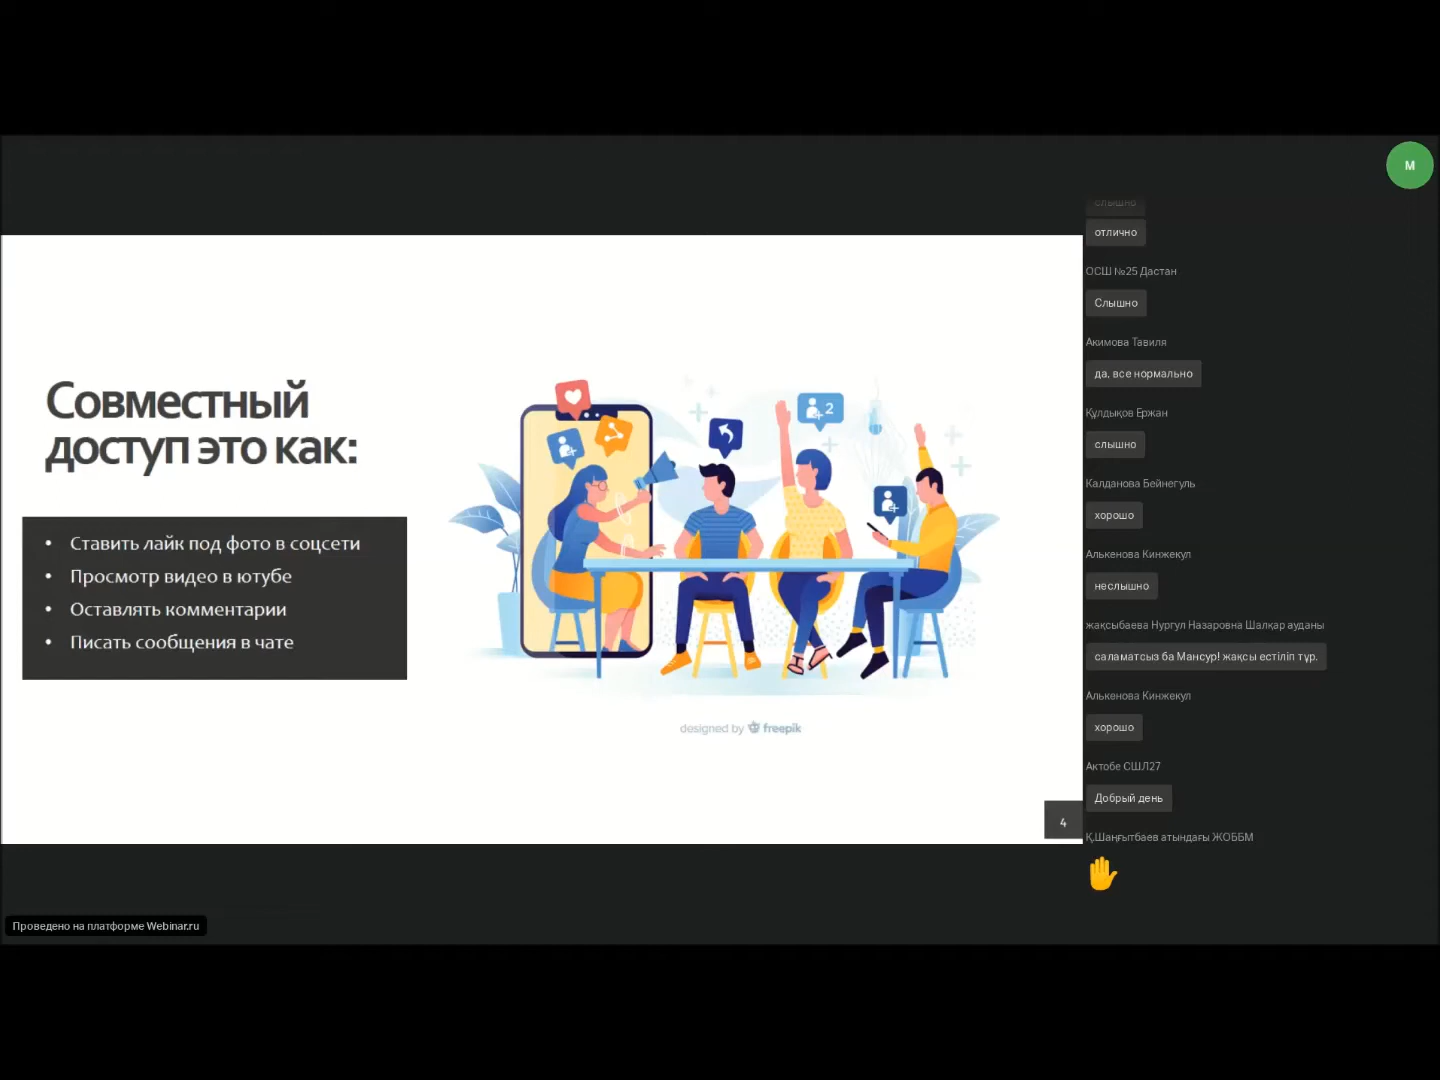 М
слышно
отлично
ОСШ №25 Дастан
Слышно
Акимова Тавиля
да, все нормально
Құлдықов Ержан
слышно
Калданова Бейнегуль
хорошо
Алькенова Кинжекул
неслышно
жақсыбаева Нургул Назаровна Шалқар ауданы
саламатсыз ба Мансур! жақсы естіліп тұр.
Алькенова Кинжекул
хорошо
Актобе СШЛ27
Добрый день
Қ.Шаңғытбаев атындағы ЖОББМ
Совместный
доступ это как:
• Ставить лайк под фото в соцсети
• Просмотр видео в ютубе
• Оставлять комментарии
• Писать сообщения в чате
2
designed by freepik
4
Проведено на платформе Webinar.ru